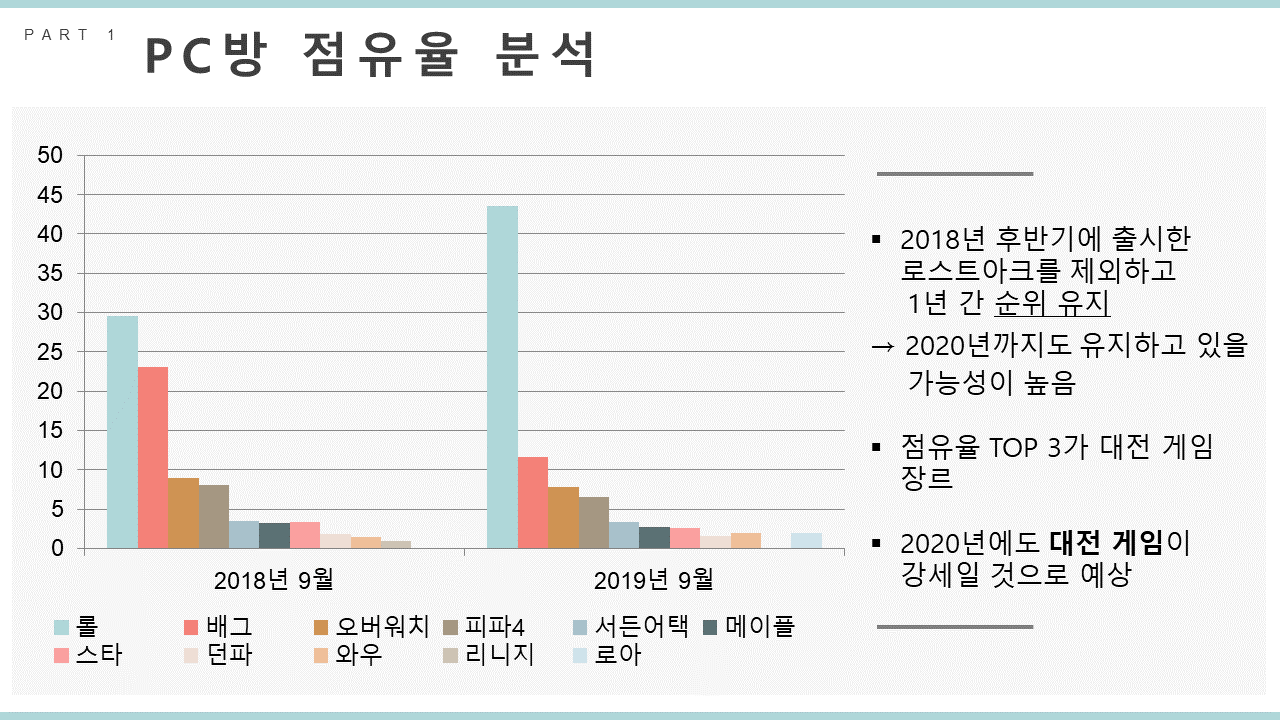 PART 1
PC방 점유율 분석
50
45
40
35
30
25
20
15
10
5
0
2018년 9월
2019년 9월
롤 배그 오버워치 피파4 서든어택 메이플
스타 던파 와우 리니지 로아
▪ 2018년 후반기에 출시한
로스트아크를 제외하고
1년 간 순위 유지
→ 2020년까지도 유지하고 있을
가능성이 높음
▪ 점유율 TOP 3가 대전 게임
장르
▪ 2020년에도 대전 게임이
강세일 것으로 예상